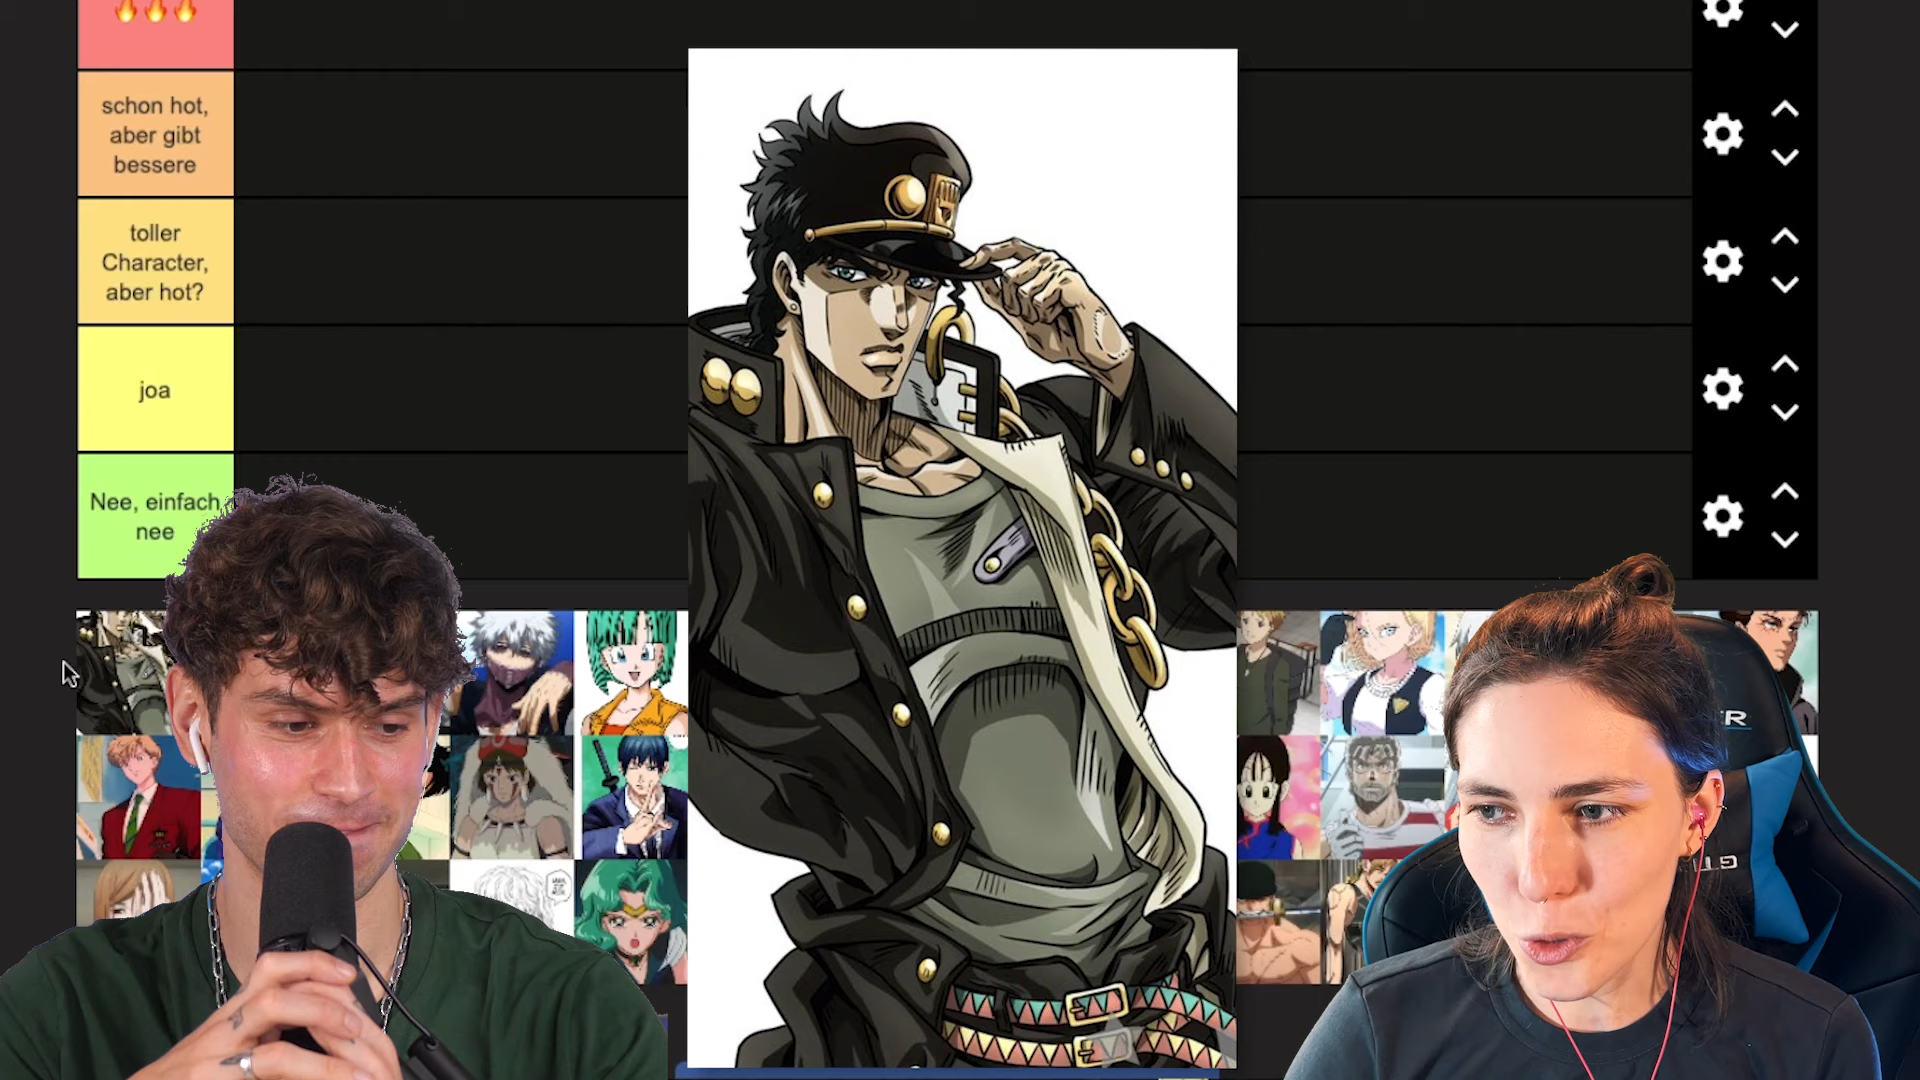 🔥🔥🔥
schon hot,
aber gibt
bessere
toller
Character,
aber hot?
joa
Nee, einfach
nee